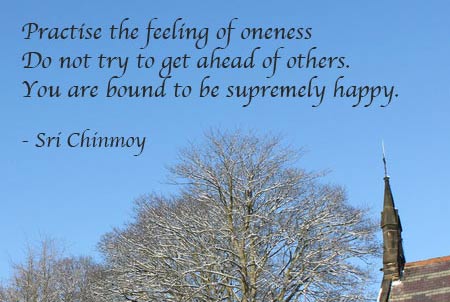 Practise the feeling of oneness
Do not try to get ahead of others.
You are bound to be supremely happy.
- Sri Chinmoy